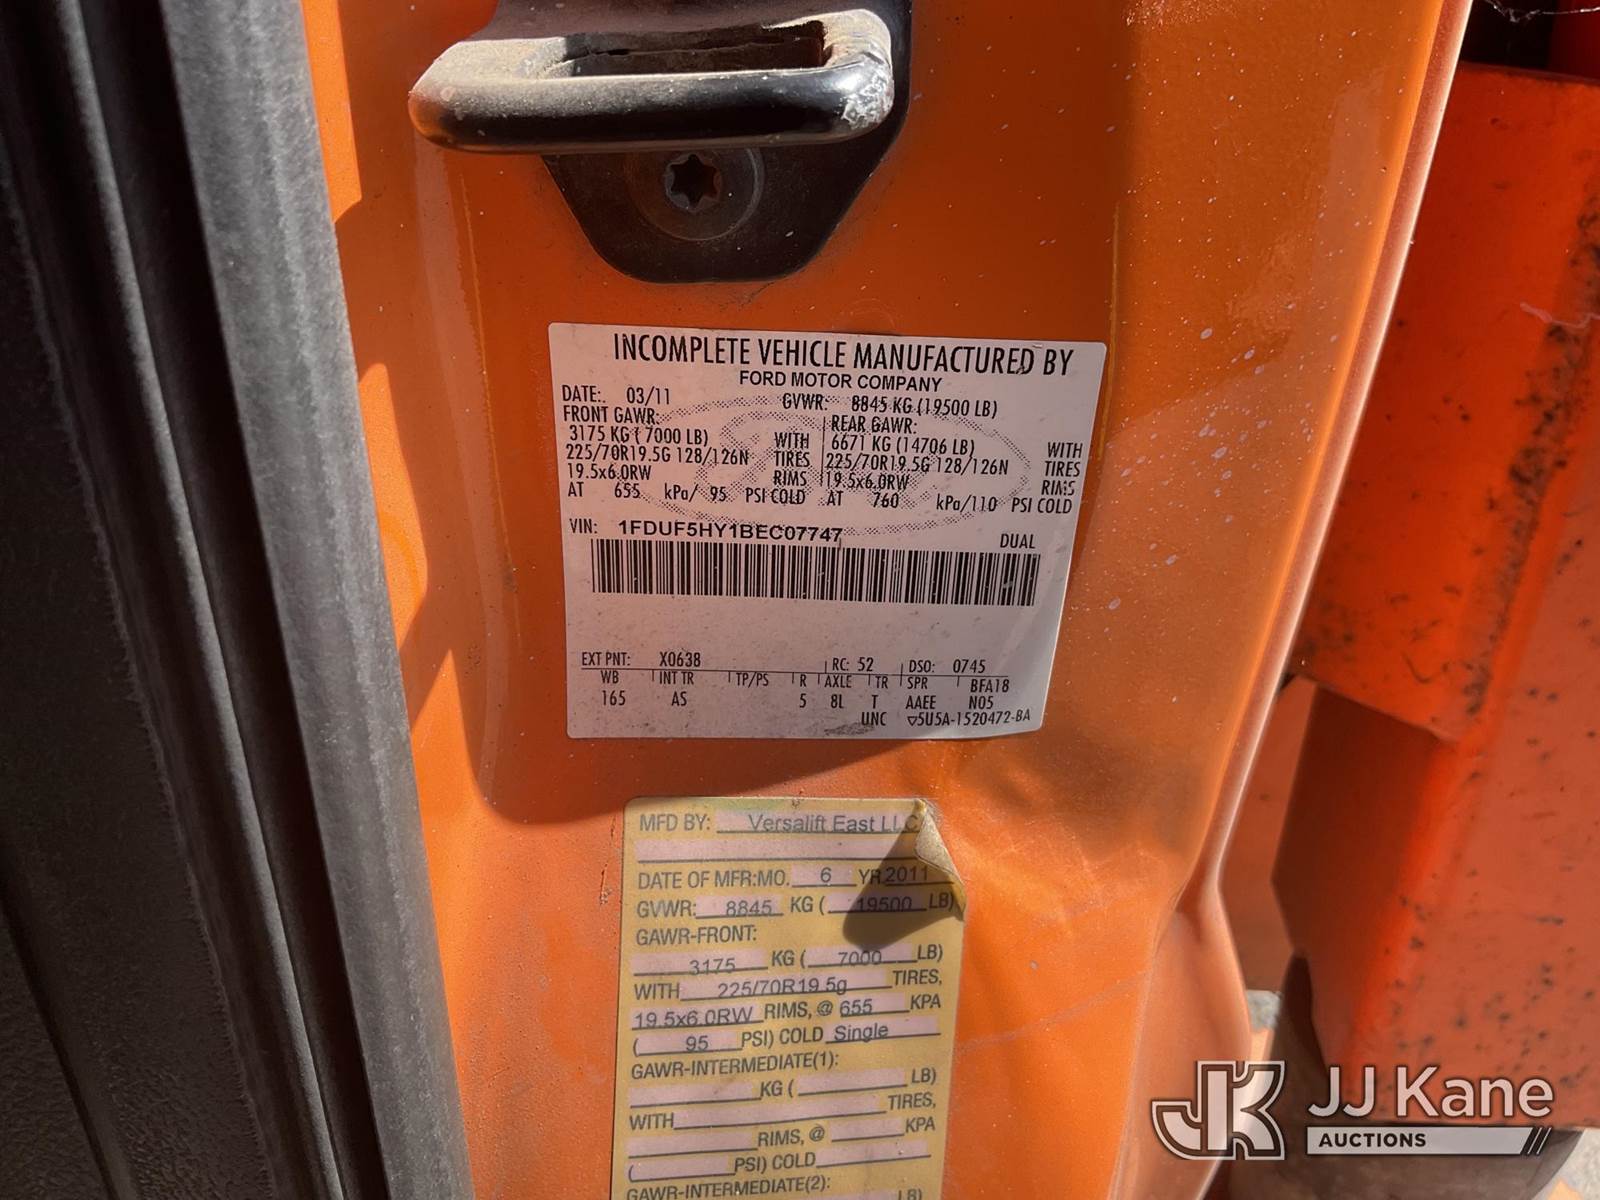 INCOMPLETE VEHICLE MANUFACTURED BY
FORD MOTOR COMPANY
DATE: 03/11 GVWR: 8845 KG (19500 LB)
FRONT GAWR: REAR GAWR:
3175 KG ( 7000 LB) WITH 6671 KG (14706 LB) WITH
225/70R19.5G 128/126N TIRES 225/70R19.5G 128/126N TIRES
19.5x6.0RW RIMS 19.5x6.0RW RIMS
AT 655 kPa/ 95 PSI COLD AT 760 kPa/110 PSI COLD
VIN: 1FDUF5HY1BEC07747 DUAL
EXT PNT: X0638 RC: 52 DSO: 0745
WB INT TR TP/PS R AXLE TR SPR BFA18
165 AS 5 8L T AAEE N05
UNC ▽5U5A-1520472-BA
MFD BY: Versalift East LLC
DATE OF MFR:MO. 6 YR.2011
GVWR: 8845 KG ( 19500 LB)
GAWR-FRONT:
3175 KG ( 7000 LB)
WITH 225/70R19.5g TIRES,
19.5x6.0RW RIMS, @ 655 KPA
( 95 PSI) COLD Single
GAWR-INTERMEDIATE(1):
KG ( LB)
WITH TIRES,
RIMS, @ KPA
( PSI) COLD
GAWR-INTERMEDIATE(2):
LB)
JK JJ Kane
AUCTIONS